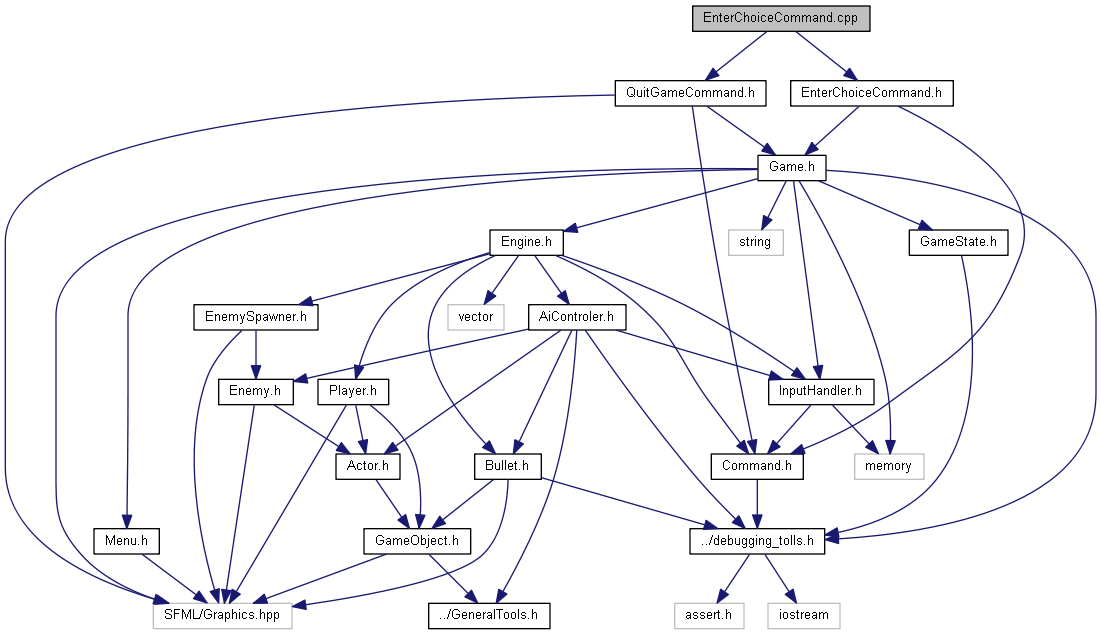 EnterChoiceCommand.cpp
QuitGameCommand.h
EnterChoiceCommand.h
Game.h
Engine.h
string
GameState.h
EnemySpawner.h
vector
AiControler.h
Enemy.h
Player.h
InputHandler.h
Actor.h
Bullet.h
Command.h
memory
Menu.h
GameObject.h
../debugging_tolls.h
SFML/Graphics.hpp
../GeneralTools.h
assert.h
iostream